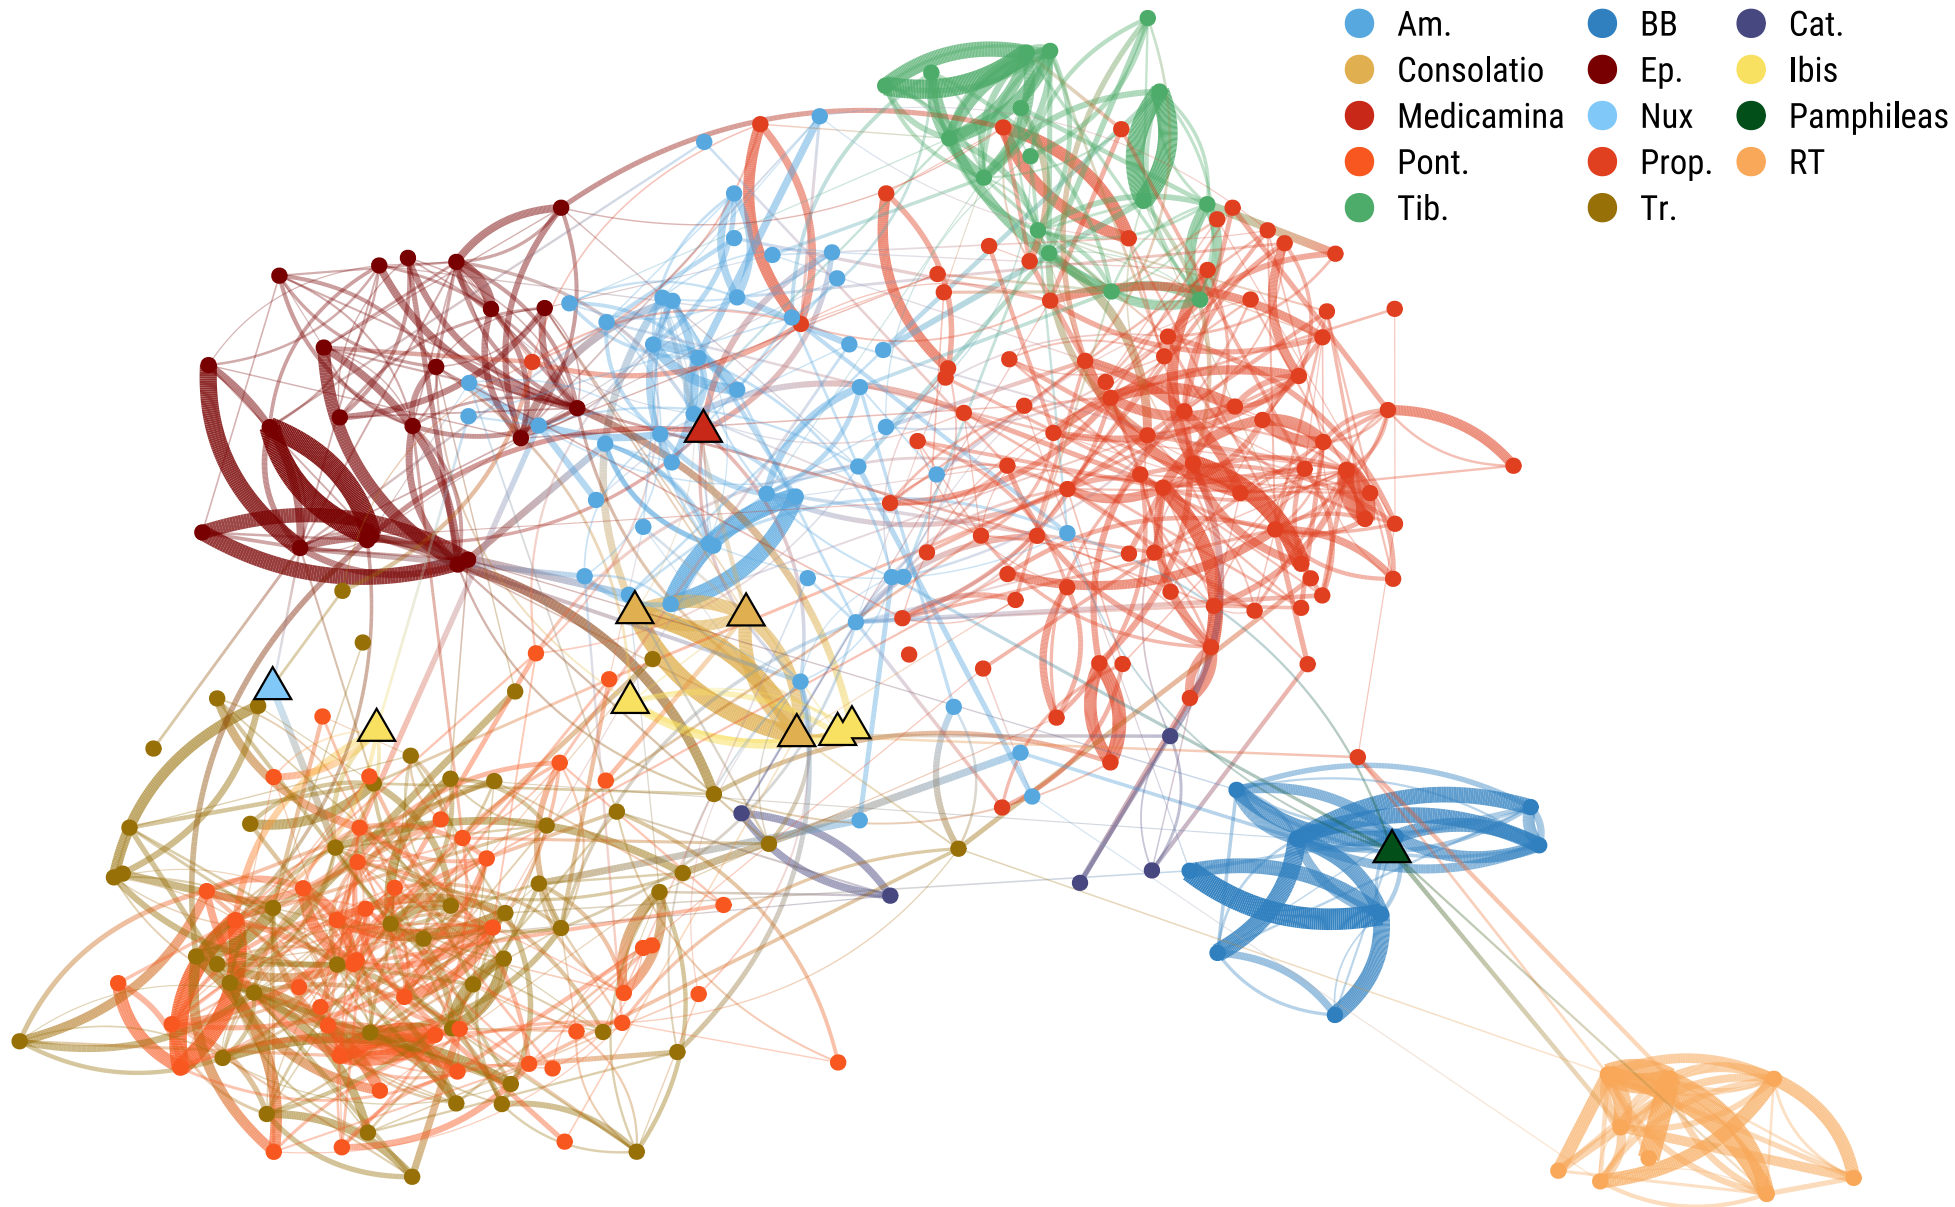 Am.
Consolatio
Medicamina
Pont.
Tib.
BB
Ep.
Nux
Prop.
Tr.
Cat.
Ibis
Pamphileas
RT